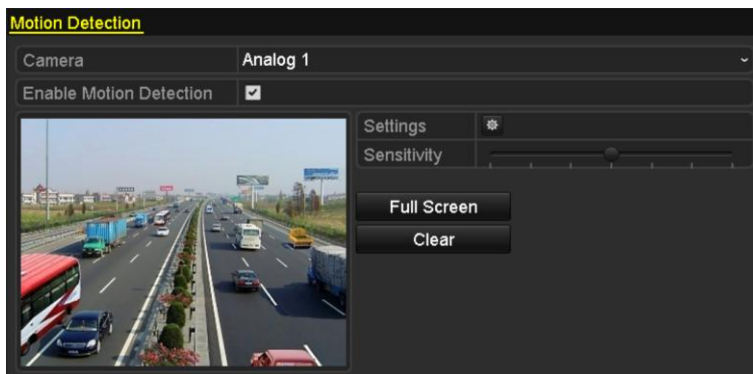 Motion Detection
Camera Analog 1
Enable Motion Detection
Settings
Sensitivity
Full Screen
Clear